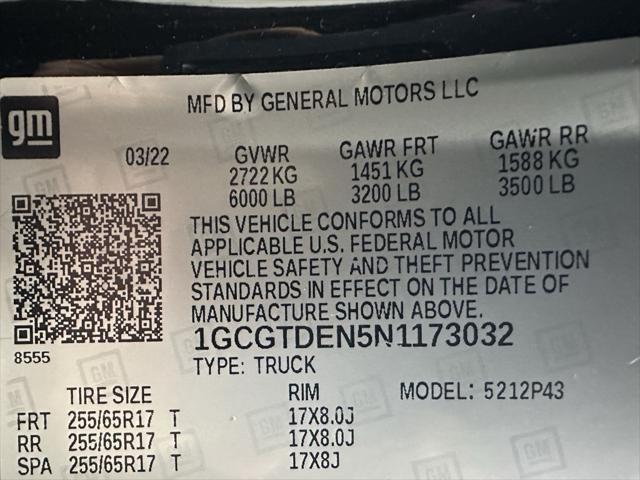 MFD BY GENERAL MOTORS LLC
gm
03/22 GVWR GAWR FRT GAWR RR
2722 KG 1451 KG 1588 KG
6000 LB 3200 LB 3500 LB
THIS VEHICLE CONFORMS TO ALL
APPLICABLE U.S. FEDERAL MOTOR
VEHICLE SAFETY AND THEFT PREVENTION
STANDARDS IN EFFECT ON THE DATE OF
MANUFACTURE SHOWN ABOVE.
1GCGTDEN5N1173032
8555
TYPE: TRUCK
TIRE SIZE RIM MODEL: 5212P43
FRT 255/65R17 T 17X8.0J
RR 255/65R17 T 17X8.0J
SPA 255/65R17 T 17X8J